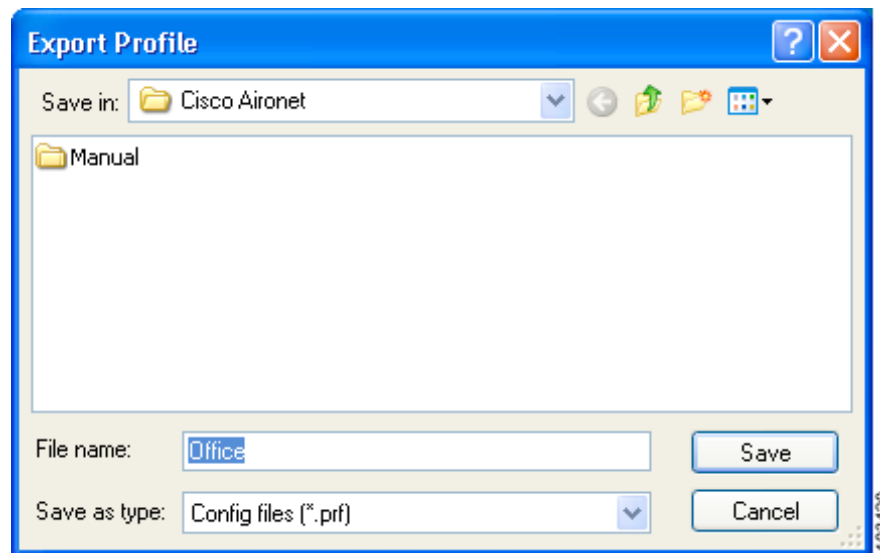 Export Profile
Save in: Cisco Aironet
Manual
File name: Office Save
Save as type: Config files (*.prf) Cancel